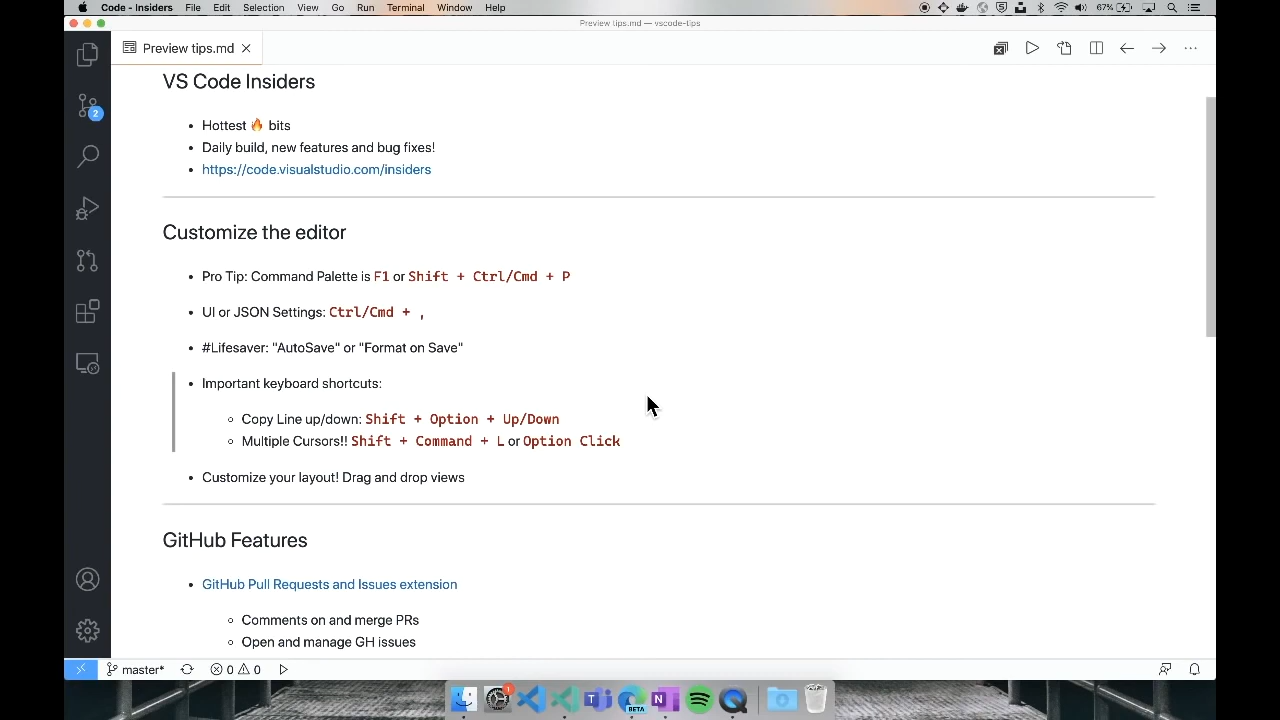 Code - Insiders File Edit Selection View Go Run Terminal Window Help 67%
Preview tips.md — vscode-tips
Preview tips.md
VS Code Insiders
Hottest 🔥 bits
Daily build, new features and bug fixes!
https://code.visualstudio.com/insiders
2
Customize the editor
Pro Tip: Command Palette is F1 or Shift + Ctrl/Cmd + P
UI or JSON Settings: Ctrl/Cmd + ,
#Lifesaver: "AutoSave" or "Format on Save"
Important keyboard shortcuts:
Copy Line up/down: Shift + Option + Up/Down
Multiple Cursors!! Shift + Command + L or Option Click
Customize your layout! Drag and drop views
GitHub Features
GitHub Pull Requests and Issues extension
Comments on and merge PRs
Open and manage GH issues
master* 0 0
1
BETA